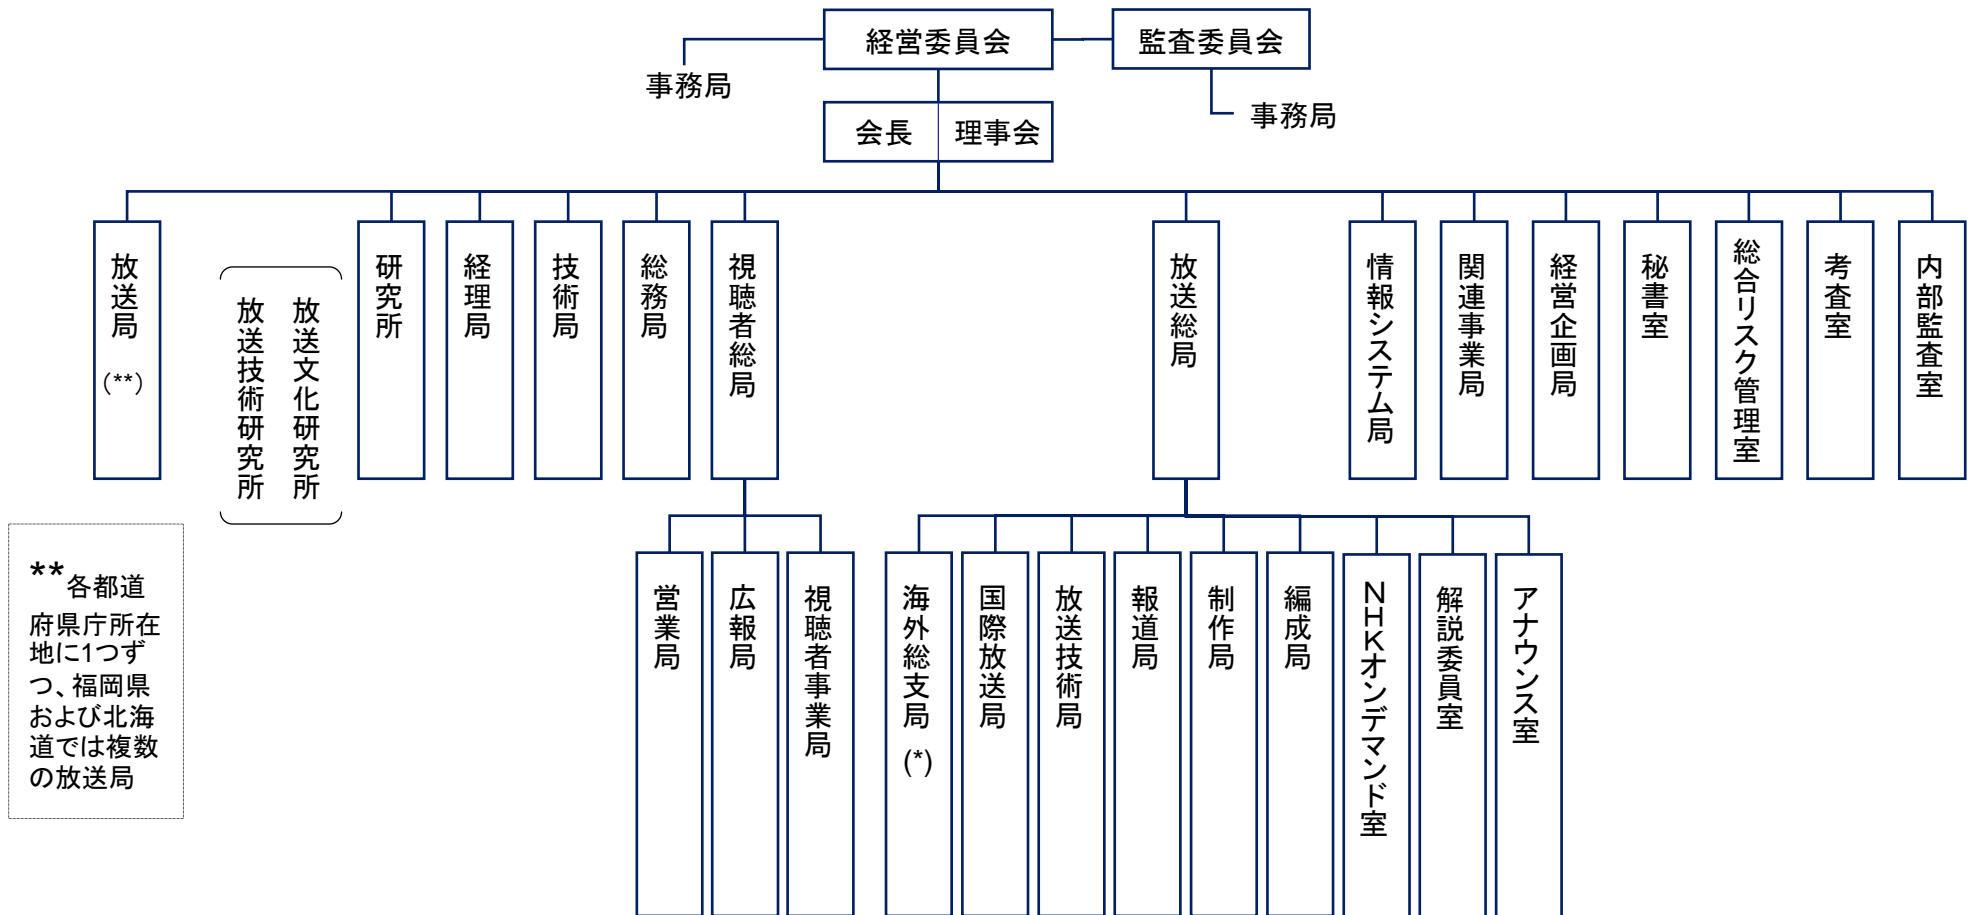 経営委員会
監査委員会
事務局
事務局
会長
理事会
放送局
(**)
放送文化研究所
放送技術研究所
研究所
経理局
技術局
総務局
視聴者総局
放送総局
情報システム局
関連事業局
経営企画局
秘書室
総合リスク管理室
考査室
内部監査室
営業局
広報局
視聴者事業局
海外総支局
(*)
国際放送局
放送技術局
報道局
制作局
編成局
ＮＨＫオンデマンド室
解説委員室
アナウンス室
**各都道
府県庁所在
地に1つず
つ、福岡県
および北海
道では複数
の放送局